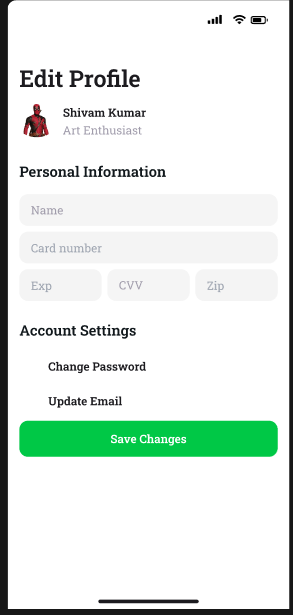 Edit Profile
Shivam Kumar
Art Enthusiast
Personal Information
Name
Card number
Exp CVV Zip
Account Settings
Change Password
Update Email
Save Changes